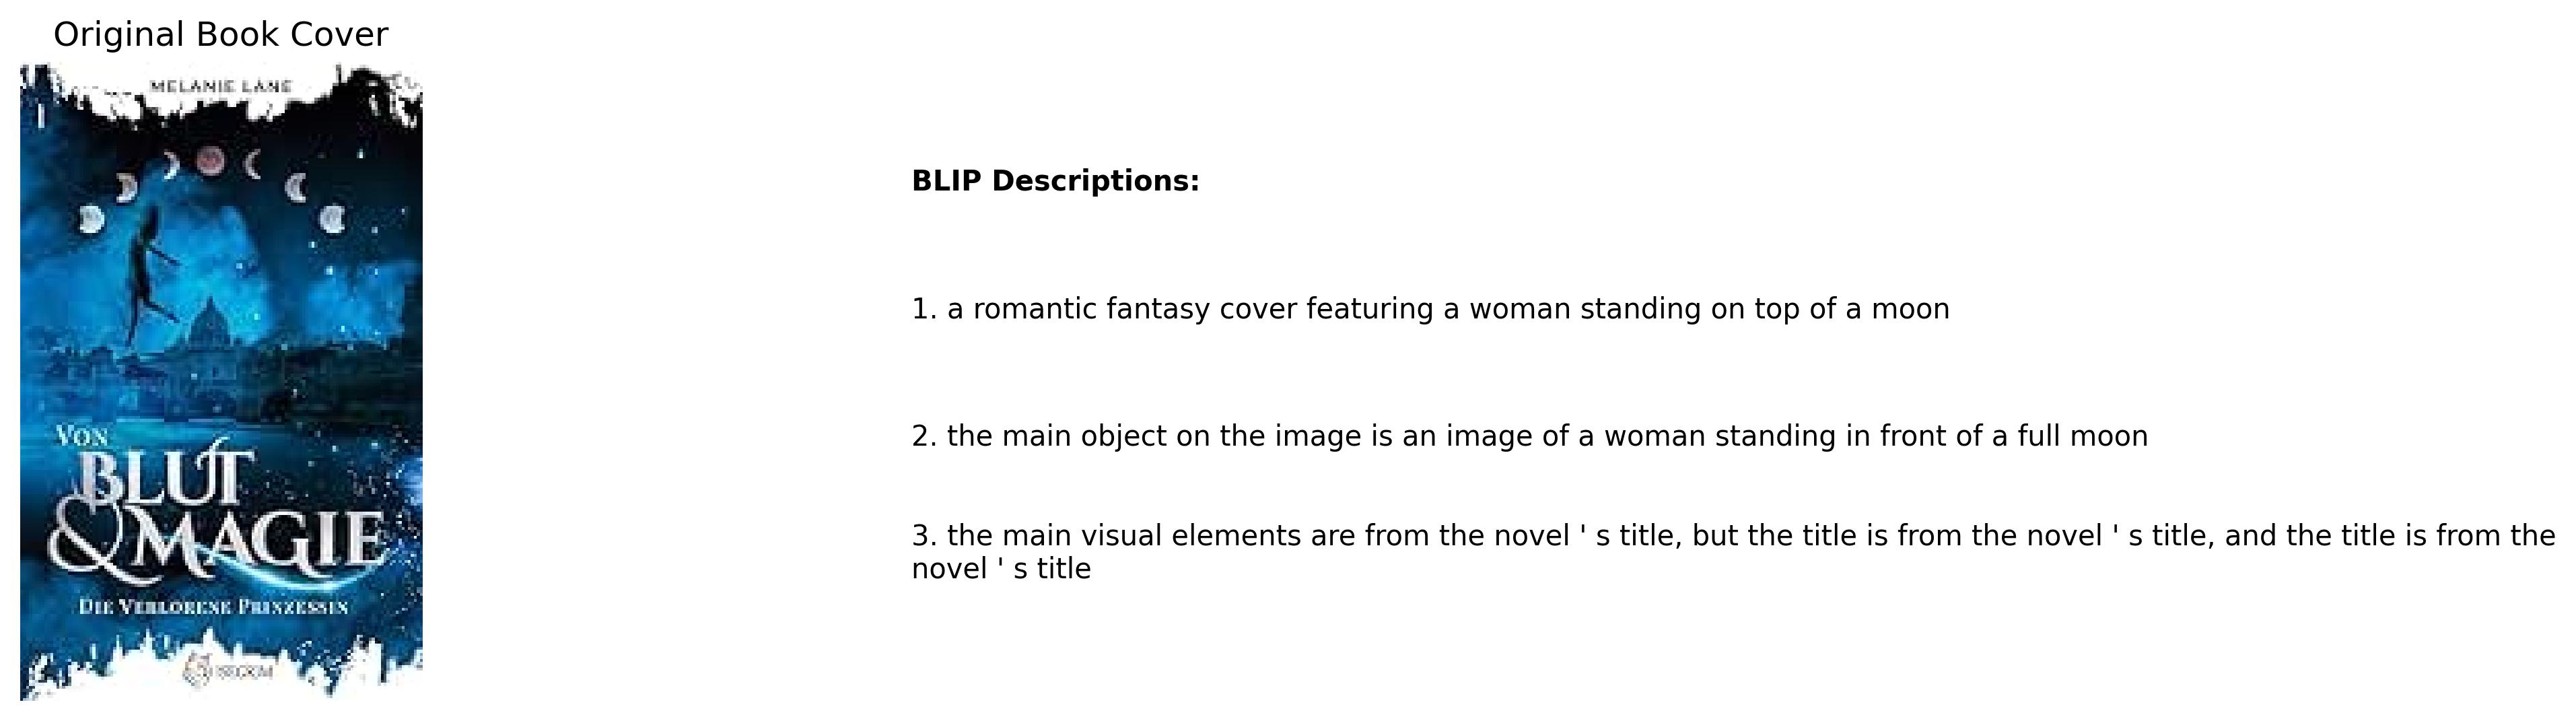 Original Book Cover
MELANIE LANE
VON
BLUT
&MAGIE
DIE VERLORENE PRINZESSIN
BLIP Descriptions:
1. a romantic fantasy cover featuring a woman standing on top of a moon
2. the main object on the image is an image of a woman standing in front of a full moon
3. the main visual elements are from the novel ' s title, but the title is from the novel ' s title, and the title is from the
novel ' s title